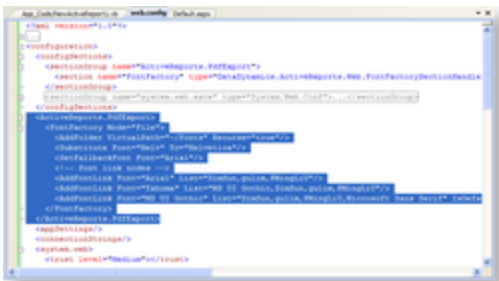 App_Code/NewActiveReport1.vb web.config Default.aspx
<?xml version="1.0"?>
...
<configuration>
<configSections>
<sectionGroup name="ActiveReports.PdfExport">
<section name="FontFactory" type="DataDynamics.ActiveReports.Web.FontFactorySectionHandle
</sectionGroup>
<sectionGroup name="system.web.exte" type="System.Web.Conf">...</sectionGroup>
</configSections>
<ActiveReports.PdfExport>
<FontFactory Mode="File">
<AddFolder VirtualPath="~/Fonts" Recurse="true"/>
<Substitute Font="Helv" To="Helvetica"/>
<SetFallbackFont Font="Arial"/>
<!-- font link nodes -->
<AddFontLink Font="Arial" List="SimSun,gulim,PMingLiU"/>
<AddFontLink Font="Tahoma" List="MS UI Gothic,SimSun,gulim,PMingLiU"/>
<AddFontLink Font="MS UI Gothic" List="SimSun,gulim,PMingLiU,Microsoft Sans Serif" IsDefa
</FontFactory>
</ActiveReports.PdfExport>
<appSettings/>
<connectionStrings/>
<system.web>
<trust level="Medium"></trust>